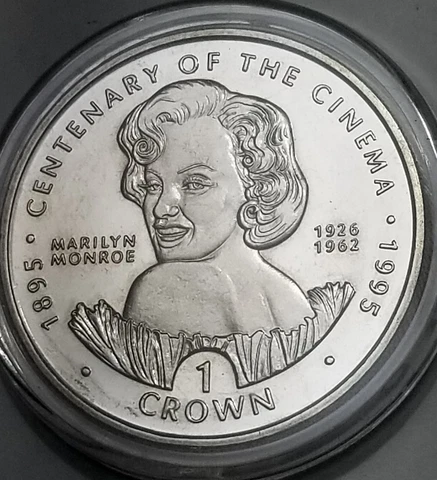 1895 · CENTENARY OF THE CINEMA · 1995
MARILYN
MONROE
1926
1962
1
CROWN